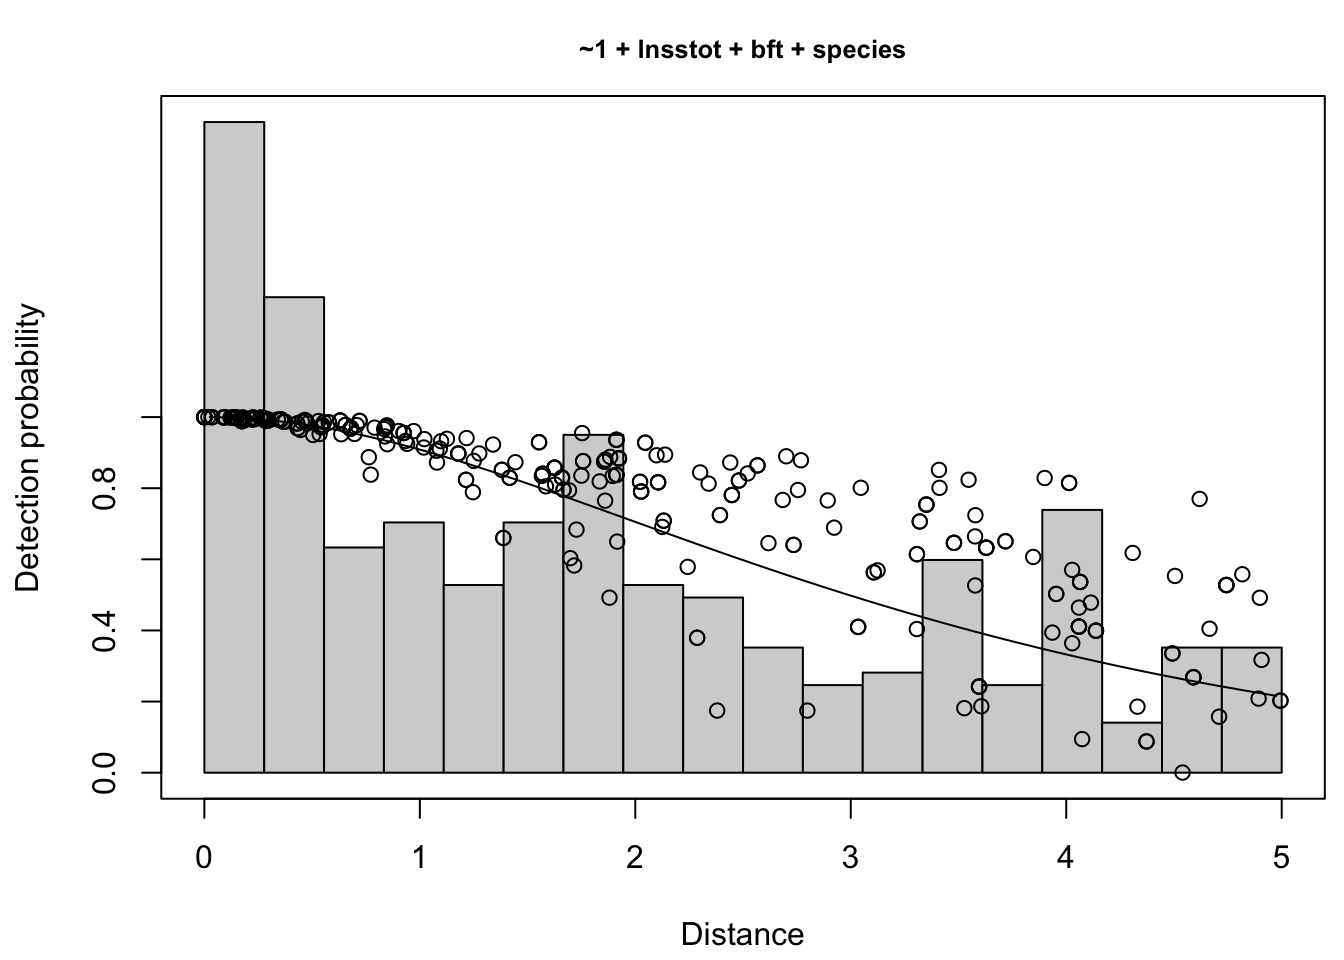 ~1 + lnsstot + bft + species
Detection probability
0.8
0.4
0.0
0 1 2 3 4 5
Distance